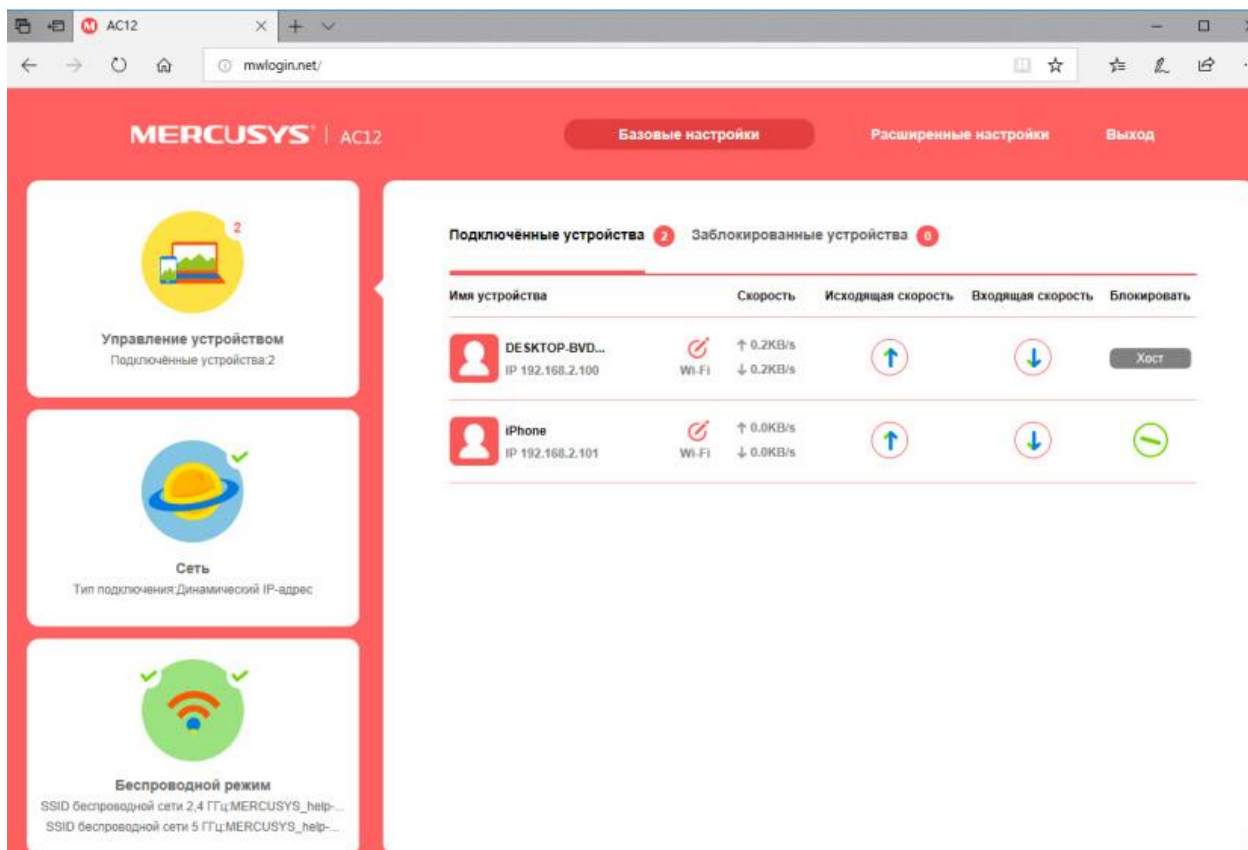 AC12
mwlogin.net/
MERCUSYS | AC12
Базовые настройки
Расширенные настройки
Выход
2
Управление устройством
Подключённые устройства:2
Сеть
Тип подключения:Динамический IP-адрес
Беспроводной режим
SSID беспроводной сети 2,4 ГГц:MERCUSYS_help-...
SSID беспроводной сети 5 ГГц:MERCUSYS_help-...
Подключённые устройства 2 Заблокированные устройства 0
Имя устройства Скорость Исходящая скорость Входящая скорость Блокировать
DESKTOP-BVD... ↑ 0.2KB/s
IP 192.168.2.100 Wi-Fi ↓ 0.2KB/s
Хост
iPhone ↑ 0.0KB/s
IP 192.168.2.101 Wi-Fi ↓ 0.0KB/s